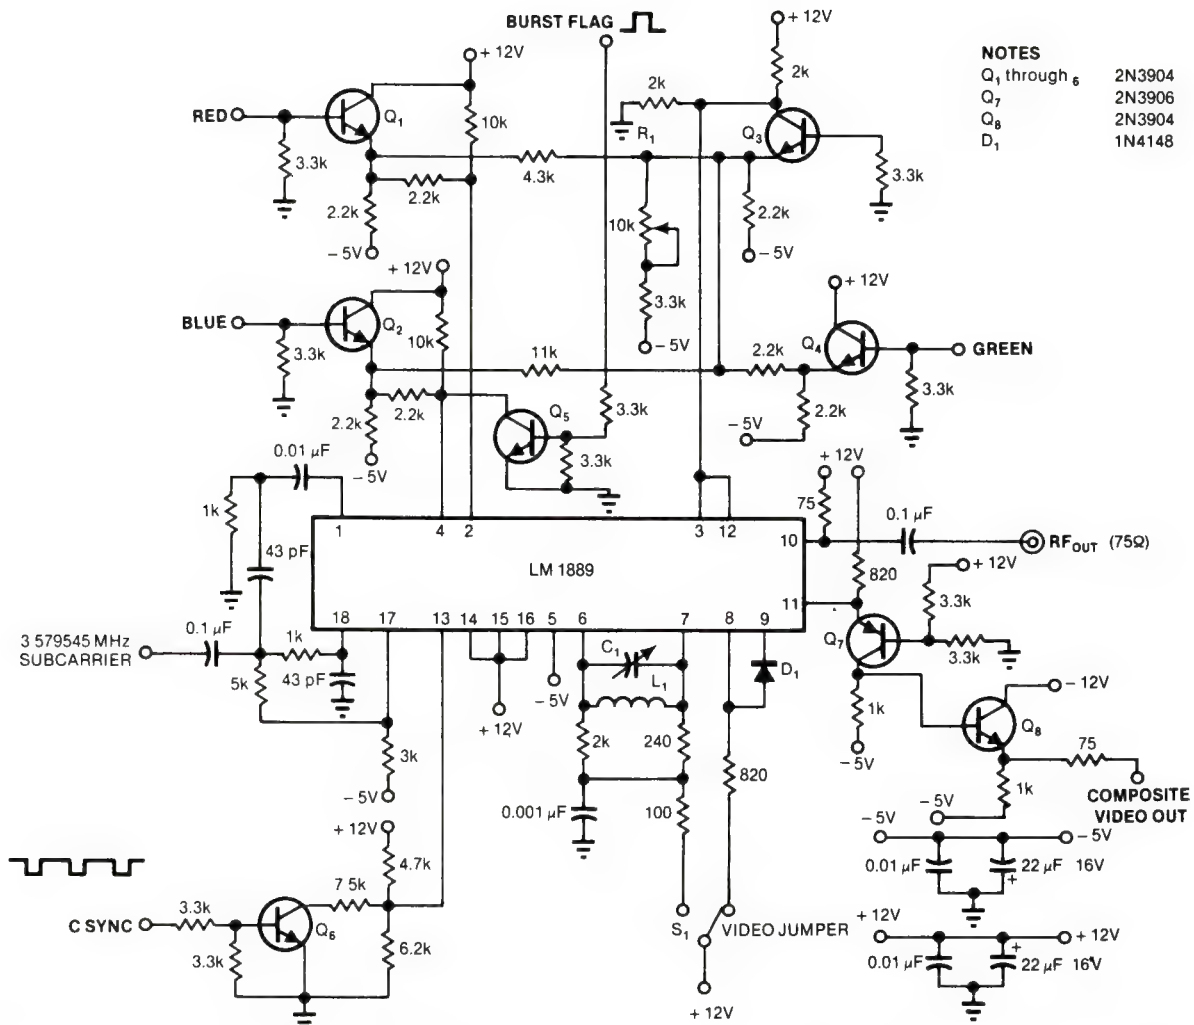 BURST FLAG
+ 12V
+ 12V
NOTES
Q1 through 6 2N3904
Q7 2N3906
Q8 2N3904
D1 1N4148
2k
2k
RED
Q1
10k
R1
Q3
3.3k
4.3k
3.3k
2.2k
2.2k
10k
2.2k
- 5V
- 5V
+ 12V
+ 12V
3.3k
BLUE
Q2
10k
- 5V
Q4
GREEN
3.3k
11k
2.2k
3.3k
2.2k
2.2k
Q5
3.3k
2.2k
- 5V
3.3k
- 5V
0.01 µF
+ 12V
1k
75
0.1 µF
1
4
2
3
12
10
RFOUT (75Ω)
43 pF
LM 1889
820
+ 12V
11
3.3k
18
17
13
14
15
16
5
6
7
8
9
3 579545 MHz
SUBCARRIER
0.1 µF
1k
Q7
3.3k
5k
43 pF
C1
L1
D1
- 5V
+ 12V
1k
- 12V
Q8
3k
2k
240
820
- 5V
75
- 5V
0.001 µF
100
1k
COMPOSITE
VIDEO OUT
- 5V
- 5V
- 5V
+ 12V
4.7k
0.01 µF
22 µF 16V
+
7 5k
C SYNC
3.3k
Q6
S1
VIDEO JUMPER
+ 12V
+ 12V
3.3k
6.2k
0.01 µF
+
22 µF 16V
+ 12V